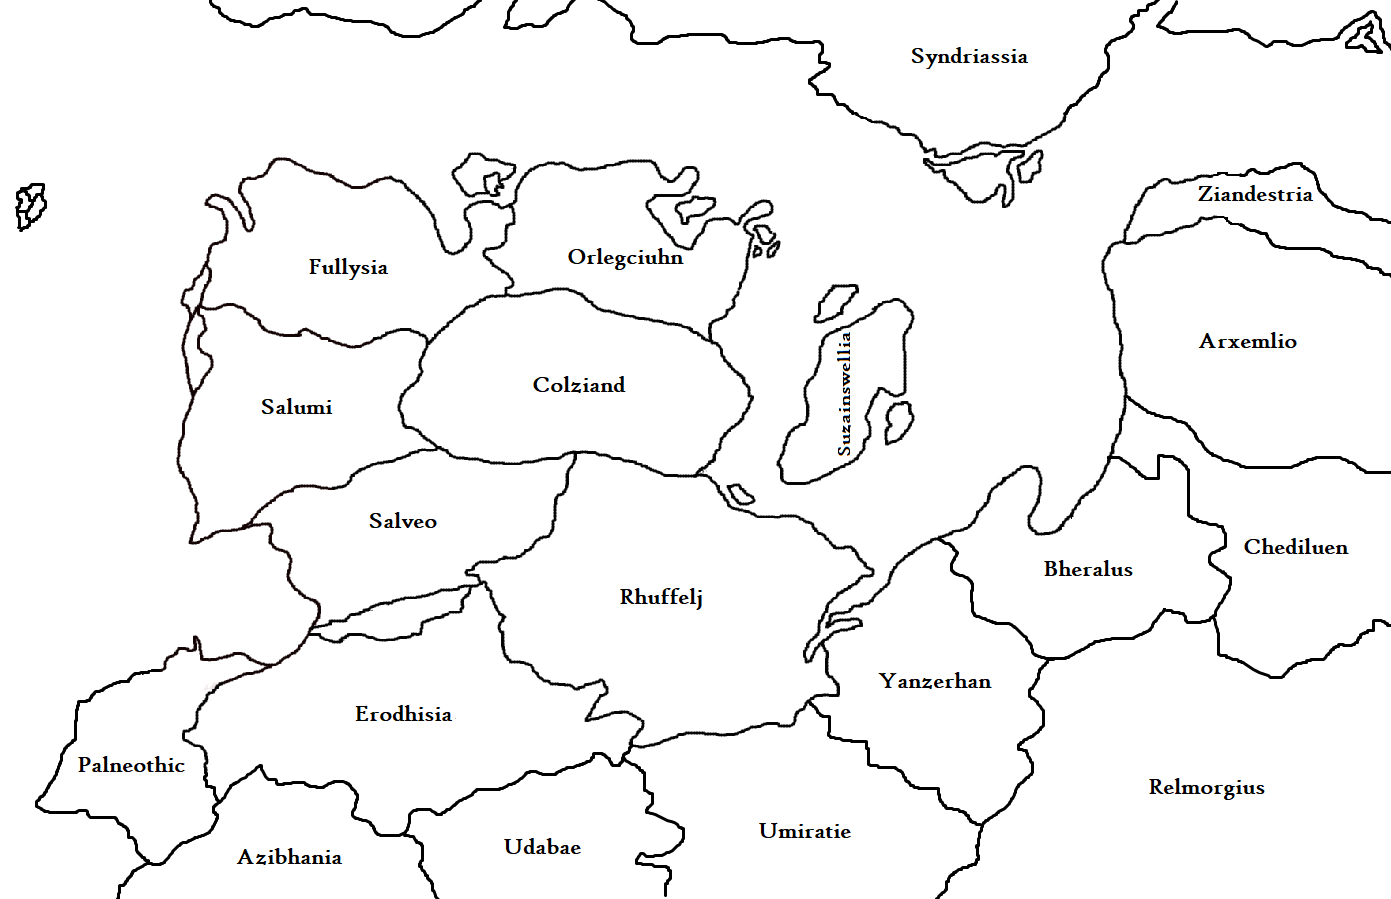 Syndriassia
Ziandestria
Fullysia
Orlegciuhn
Arxemlio
Suzainswellia
Colziand
Salumi
Salveo
Chediluen
Bheralus
Rhuffelj
Yanzerhan
Erodhisia
Palneothic
Relmorgius
Umiratie
Udabae
Azibhania